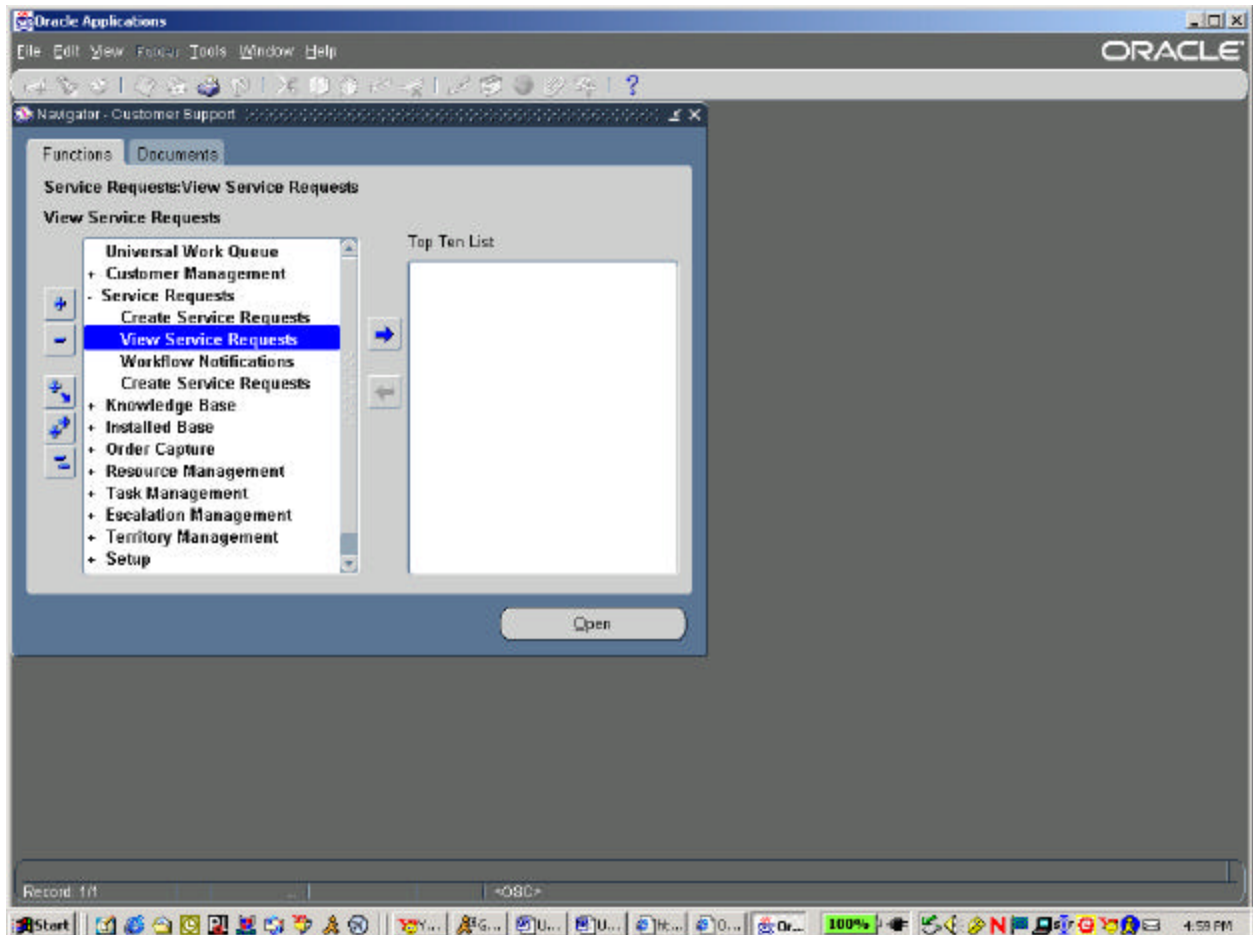 Oracle Applications
File Edit View Folder Tools Window Help
ORACLE
Navigator - Customer Support
Functions
Documents
Service Requests:View Service Requests
View Service Requests
Top Ten List
Universal Work Queue
+ Customer Management
- Service Requests
Create Service Requests
View Service Requests
Workflow Notifications
Create Service Requests
+ Knowledge Base
+ Installed Base
+ Order Capture
+ Resource Management
+ Task Management
+ Escalation Management
+ Territory Management
+ Setup
Open
Record: 1/1 ... <OSC>
Start Y... G... U... U... ht... O... Or... 100% 4:59 PM